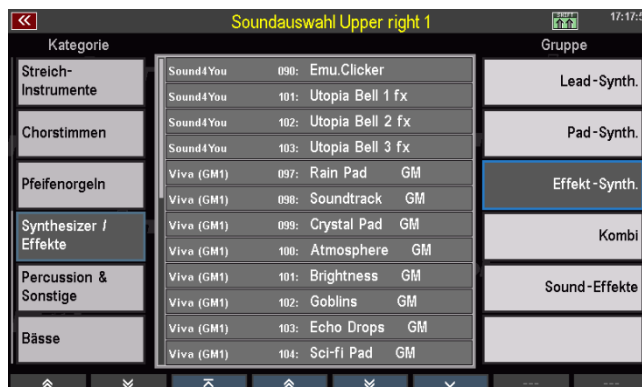 Soundauswahl Upper right 1
SHIFT
17:17:5
Kategorie
Gruppe
Streich-
Instrumente
Chorstimmen
Pfeifenorgeln
Synthesizer /
Effekte
Percussion &
Sonstige
Bässe
Sound4You 090: Emu.Clicker
Sound4You 101: Utopia Bell 1 fx
Sound4You 102: Utopia Bell 2 fx
Sound4You 103: Utopia Bell 3 fx
Viva (GM1) 097: Rain Pad GM
Viva (GM1) 098: Soundtrack GM
Viva (GM1) 099: Crystal Pad GM
Viva (GM1) 100: Atmosphere GM
Viva (GM1) 101: Brightness GM
Viva (GM1) 102: Goblins GM
Viva (GM1) 103: Echo Drops GM
Viva (GM1) 104: Sci-fi Pad GM
Lead-Synth.
Pad-Synth.
Effekt-Synth.
Kombi
Sound-Effekte
--- ---